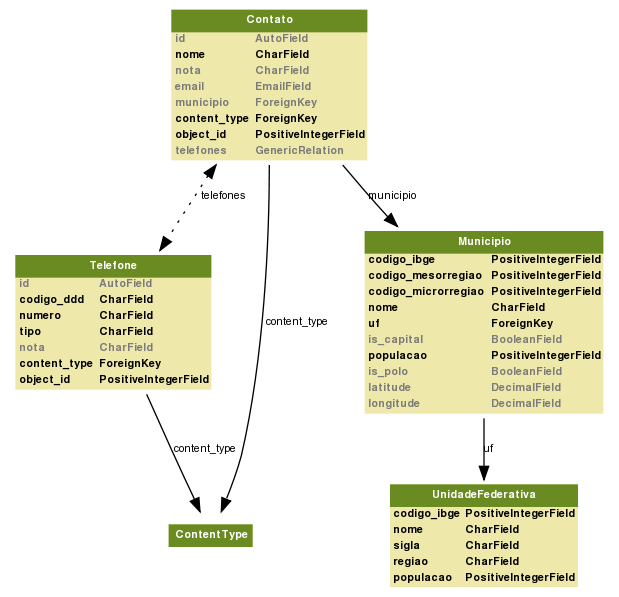 Contato
id AutoField
nome CharField
nota CharField
email EmailField
municipio ForeignKey
content_type ForeignKey
object_id PositiveIntegerField
telefones GenericRelation
telefones
municipio
Telefone
id AutoField
codigo_ddd CharField
numero CharField
tipo CharField
nota CharField
content_type ForeignKey
object_id PositiveIntegerField
content_type
Municipio
codigo_ibge PositiveIntegerField
codigo_mesorregiao PositiveIntegerField
codigo_microrregiao PositiveIntegerField
nome CharField
uf ForeignKey
is_capital BooleanField
populacao PositiveIntegerField
is_polo BooleanField
latitude DecimalField
longitude DecimalField
content_type
uf
ContentType
UnidadeFederativa
codigo_ibge PositiveIntegerField
nome CharField
sigla CharField
regiao CharField
populacao PositiveIntegerField